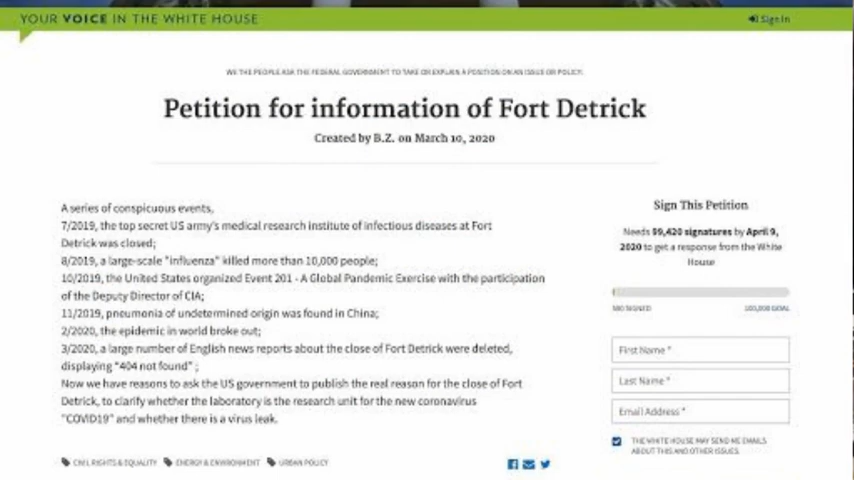 YOUR VOICE IN THE WHITE HOUSE
Sign In
WE THE PEOPLE ASK THE FEDERAL GOVERNMENT TO TAKE OR EXPLAIN A POSITION ON AN ISSUE OR POLICY.
Petition for information of Fort Detrick
Created by B.Z. on March 10, 2020
A series of conspicuous events,
7/2019, the top secret US army's medical research institute of infectious diseases at Fort
Detrick was closed;
8/2019, a large-scale "influenza" killed more than 10,000 people;
10/2019, the United States organized Event 201 - A Global Pandemic Exercise with the participation
of the Deputy Director of CIA;
11/2019, pneumonia of undetermined origin was found in China;
2/2020, the epidemic in world broke out;
3/2020, a large number of English news reports about the close of Fort Detrick were deleted,
displaying "404 not found" ;
Now we have reasons to ask the US government to publish the real reason for the close of Fort
Detrick, to clarify whether the laboratory is the research unit for the new coronavirus
"COVID19" and whether there is a virus leak.
CIVIL RIGHTS & EQUALITY ENERGY & ENVIRONMENT URBAN POLICY
Sign This Petition
Needs 99,420 signatures by April 9,
2020 to get a response from the White
House
580 SIGNED 100,000 GOAL
First Name *
Last Name *
Email Address *
THE WHITE HOUSE MAY SEND ME EMAILS
ABOUT THIS AND OTHER ISSUES.